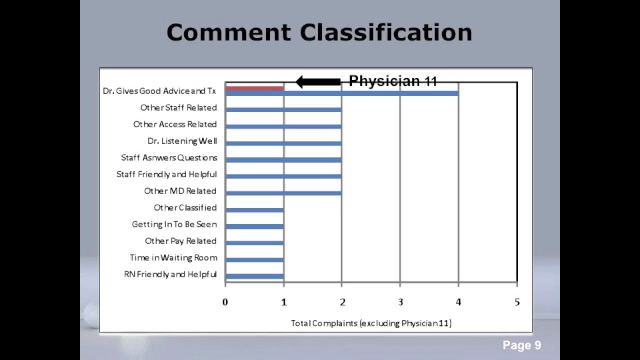 Comment Classification
Physician 11
Dr. Gives Good Advice and Tx
Other Staff Related
Other Access Related
Dr. Listening Well
Staff Asnwers Questions
Staff Friendly and Helpful
Other MD Related
Other Classified
Getting In To Be Seen
Other Pay Related
Time in Waiting Room
RN Friendly and Helpful
0 1 2 3 4 5
Total Complaints (excluding Physician 11)
Page 9